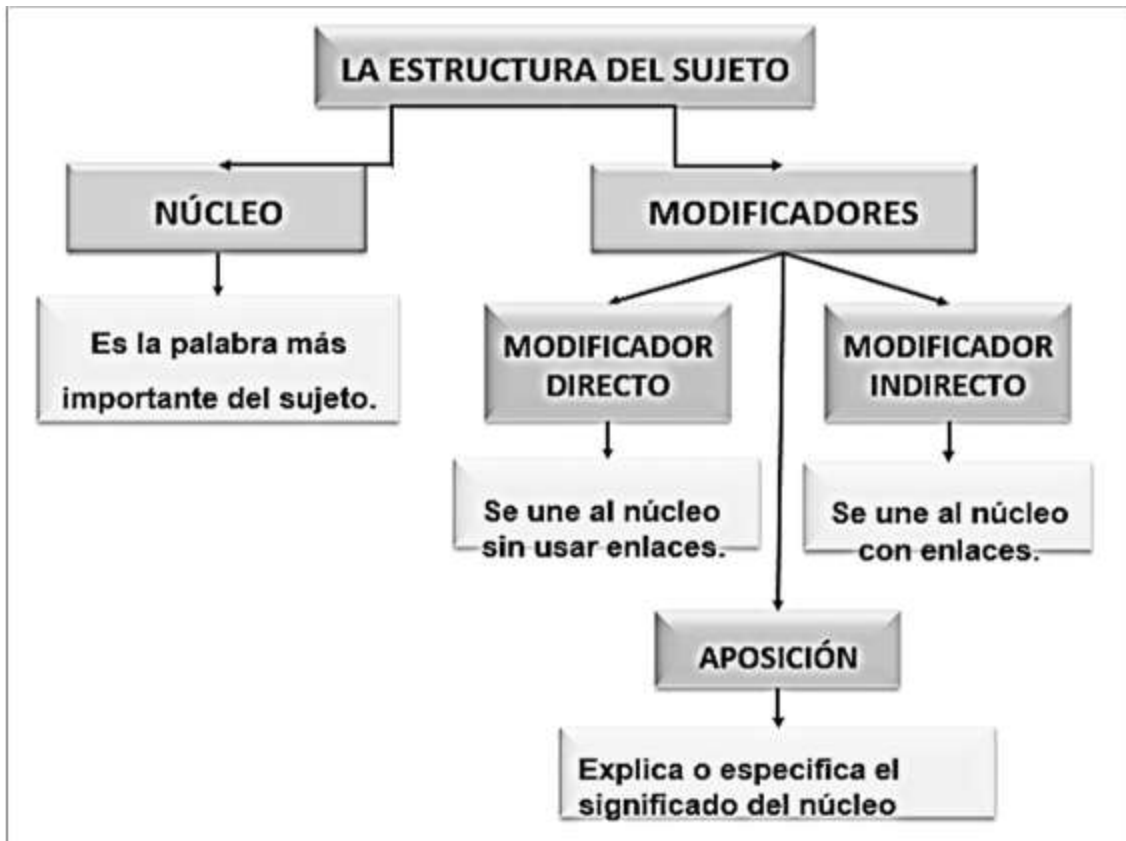 LA ESTRUCTURA DEL SUJETO
NÚCLEO
Es la palabra más
importante del sujeto.
MODIFICADORES
MODIFICADOR
DIRECTO
Se une al núcleo
sin usar enlaces.
MODIFICADOR
INDIRECTO
Se une al núcleo
con enlaces.
APOSICIÓN
Explica o especifica el
significado del núcleo